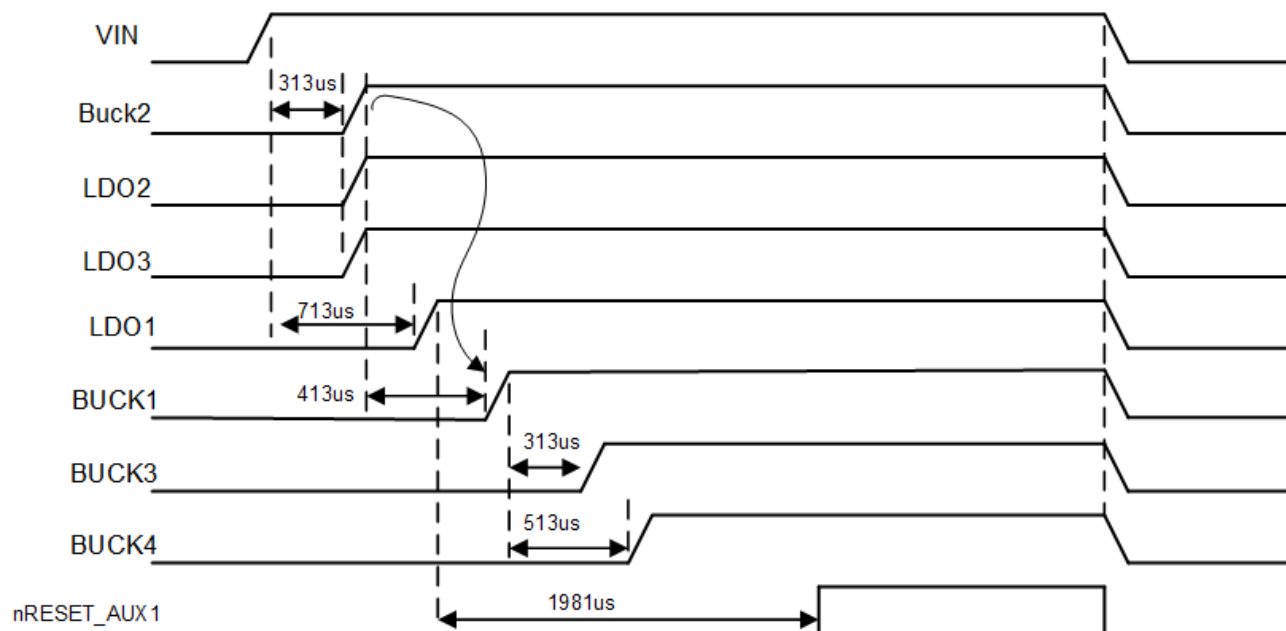 VIN
313us
Buck2
LDO2
LDO3
713us
LDO1
413us
BUCK1
313us
BUCK3
513us
BUCK4
1981us
nRESET_AUX1